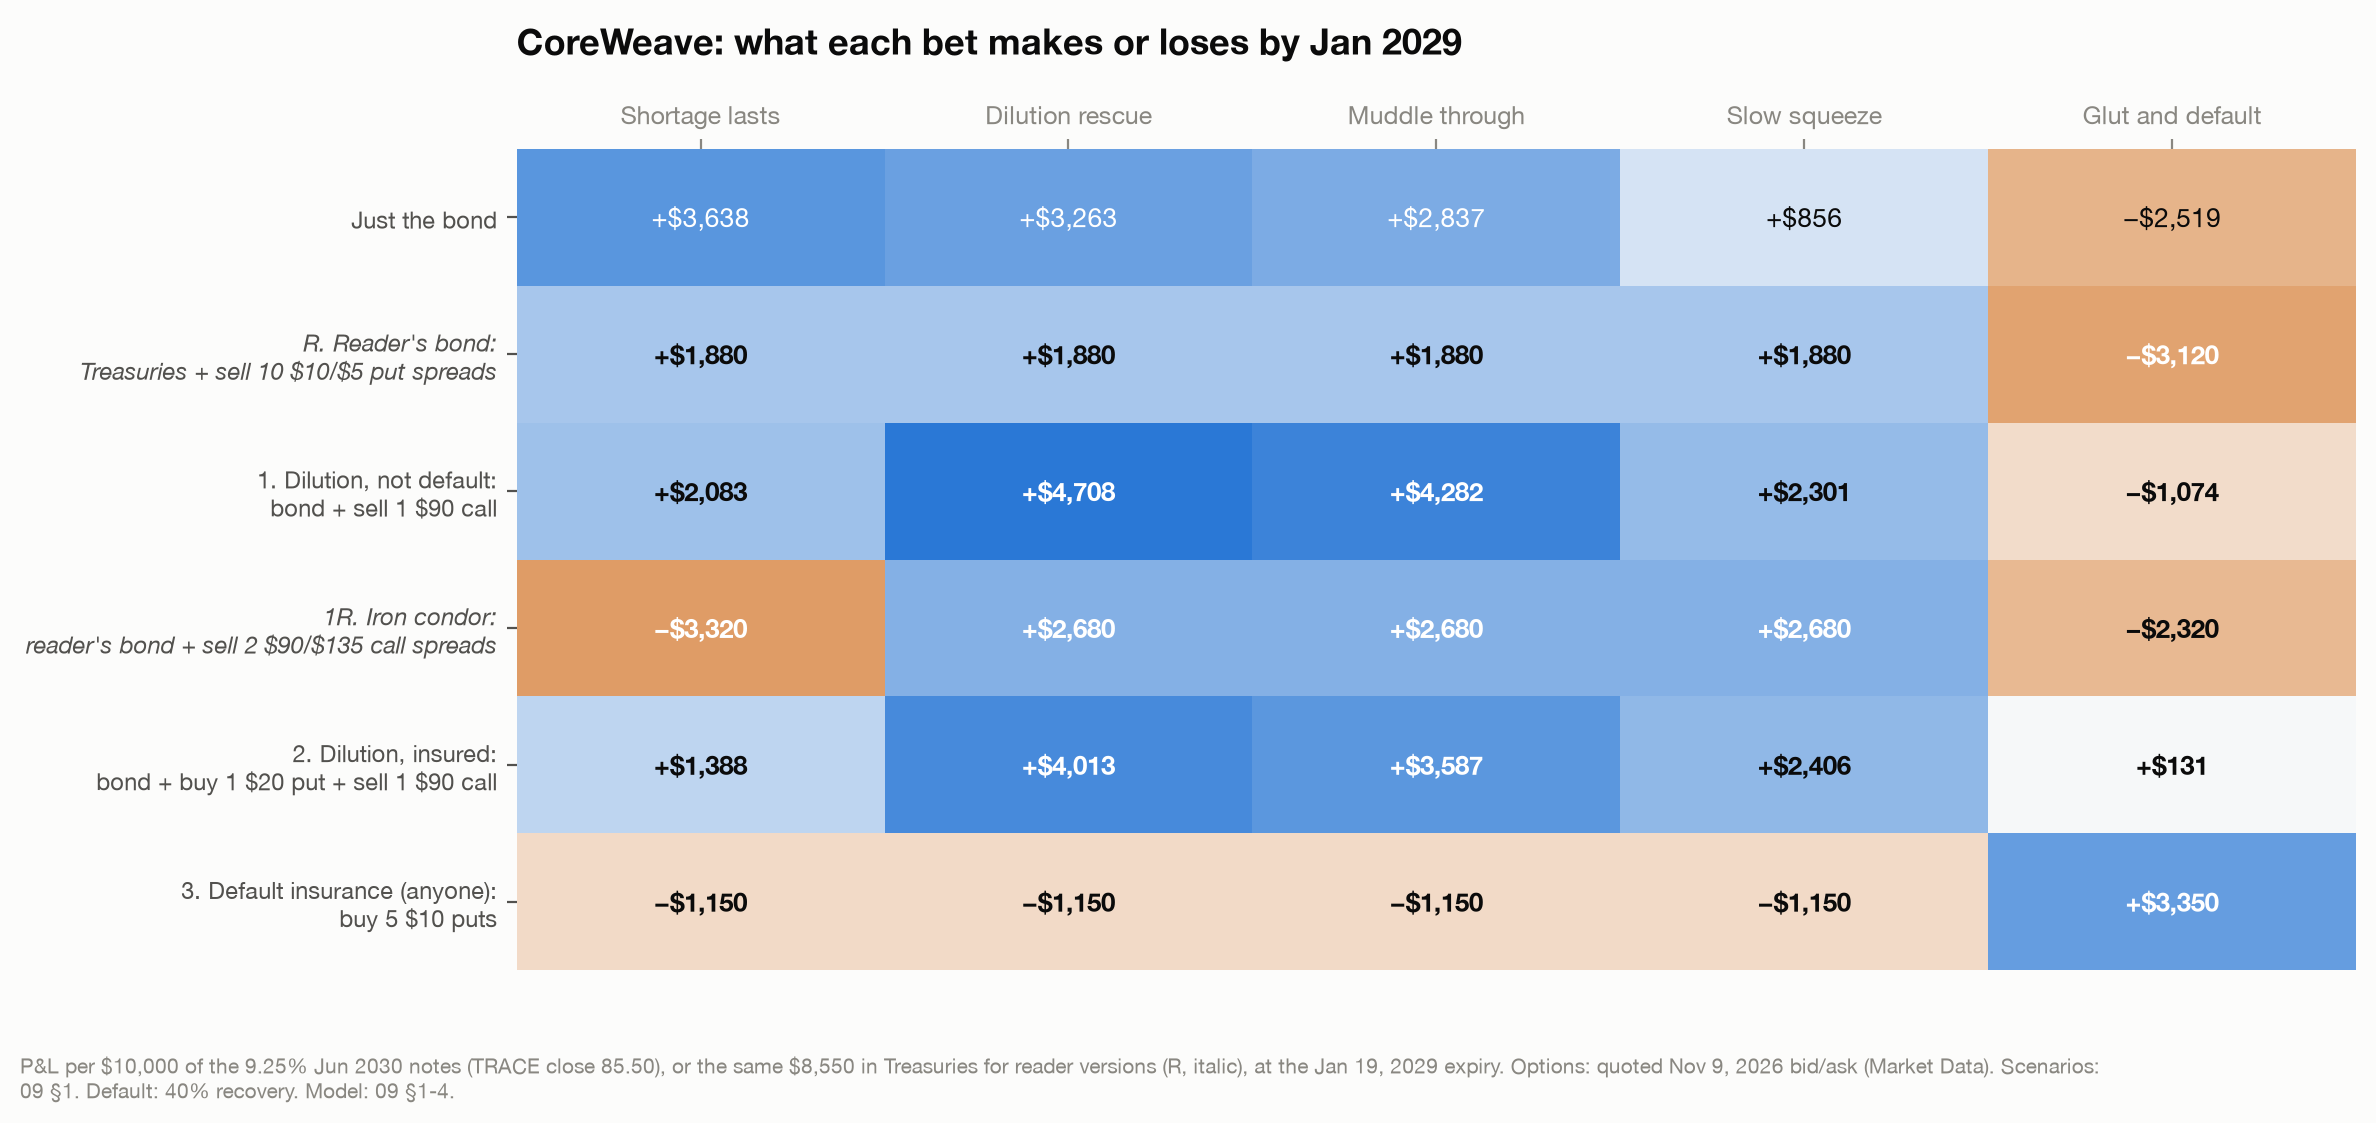 CoreWeave: what each bet makes or loses by Jan 2029
Shortage lasts Dilution rescue Muddle through Slow squeeze Glut and default
Just the bond +$3,638 +$3,263 +$2,837 +$856 −$2,519
R. Reader's bond:
Treasuries + sell 10 $10/$5 put spreads
+$1,880 +$1,880 +$1,880 +$1,880 −$3,120
1. Dilution, not default:
bond + sell 1 $90 call
+$2,083 +$4,708 +$4,282 +$2,301 −$1,074
1R. Iron condor:
reader's bond + sell 2 $90/$135 call spreads
−$3,320 +$2,680 +$2,680 +$2,680 −$2,320
2. Dilution, insured:
bond + buy 1 $20 put + sell 1 $90 call
+$1,388 +$4,013 +$3,587 +$2,406 +$131
3. Default insurance (anyone):
buy 5 $10 puts
−$1,150 −$1,150 −$1,150 −$1,150 +$3,350
P&L per $10,000 of the 9.25% Jun 2030 notes (TRACE close 85.50), or the same $8,550 in Treasuries for reader versions (R, italic), at the Jan 19, 2029 expiry. Options: quoted Nov 9, 2026 bid/ask (Market Data). Scenarios:
09 §1. Default: 40% recovery. Model: 09 §1-4.